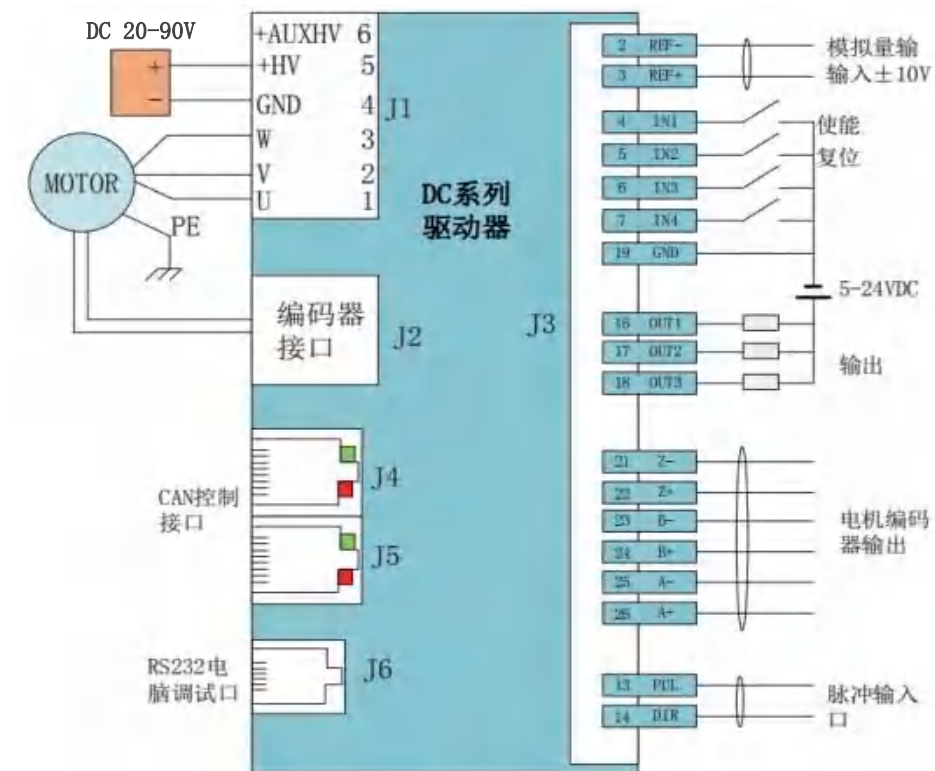 DC 20-90V
+
-
MOTOR
PE
+AUXHV 6
+HV 5
GND 4
W 3
V 2
U 1
J1
DC系列
驱动器
编码器
接口
J2
J3
CAN控制
接口
J4
J5
RS232电
脑调试口
J6
2 REF-
3 REF+
模拟量输
输入±10V
4 IN1
使能
5 IN2
复位
6 IN3
7 IN4
19 GND
5-24VDC
16 OUT1
17 OUT2
18 OUT3
输出
21 Z-
22 Z+
23 B-
24 B+
25 A-
26 A+
电机编码
器输出
13 PUL
14 DIR
脉冲输入
口